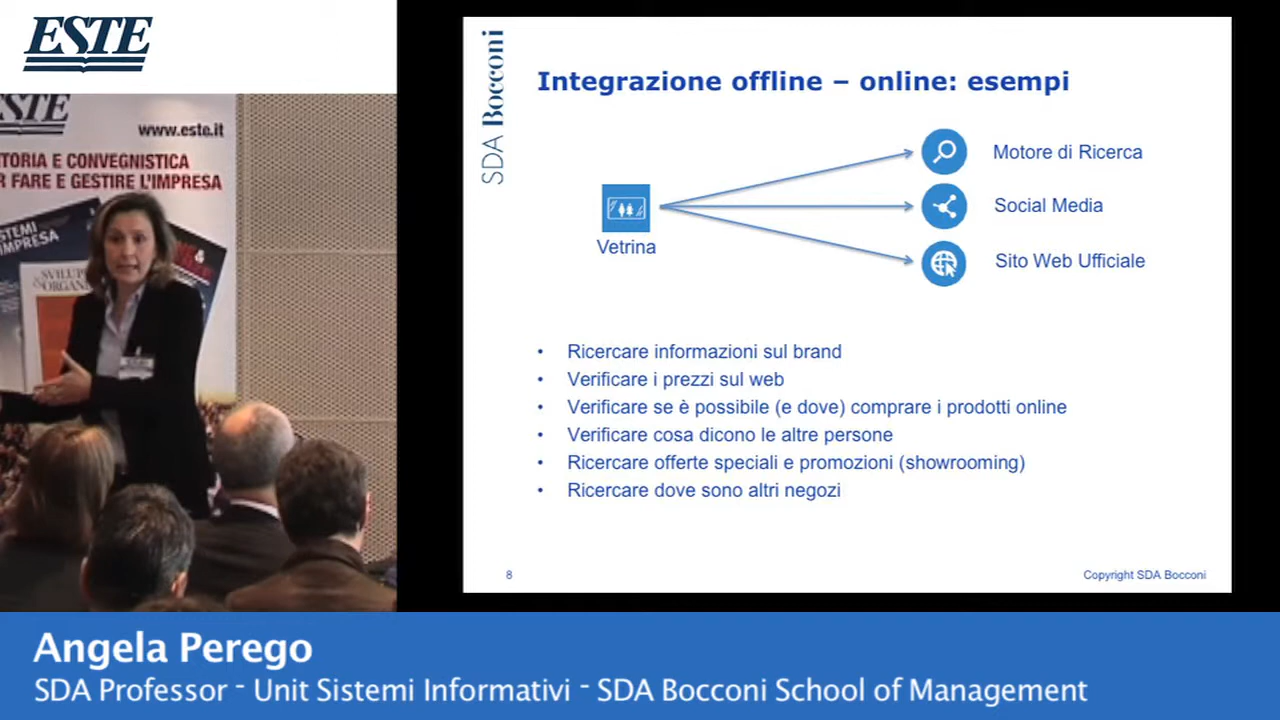 ESTE
ESTE
www.este.it
TORIA E CONVEGNISTICA
R FARE E GESTIRE L'IMPRESA
STEMI
IMPRESA
SVILUP
&ORGANI
SDA Bocconi
Integrazione offline – online: esempi
Motore di Ricerca
Social Media
Vetrina
Sito Web Ufficiale
• Ricercare informazioni sul brand
• Verificare i prezzi sul web
• Verificare se è possibile (e dove) comprare i prodotti online
• Verificare cosa dicono le altre persone
• Ricercare offerte speciali e promozioni (showrooming)
• Ricercare dove sono altri negozi
8
Copyright SDA Bocconi
Angela Perego
SDA Professor - Unit Sistemi Informativi - SDA Bocconi School of Management